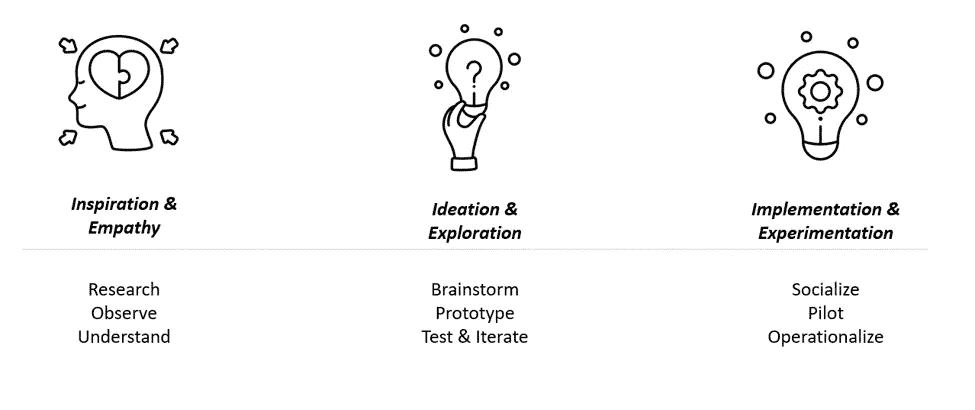 Inspiration &
Empathy
Research
Observe
Understand
Ideation &
Exploration
Brainstorm
Prototype
Test & Iterate
Implementation &
Experimentation
Socialize
Pilot
Operationalize